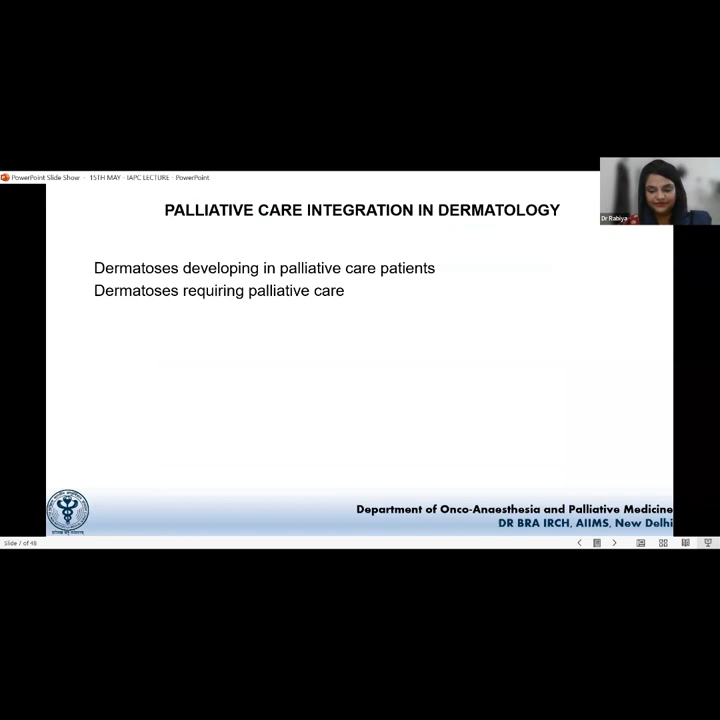 PowerPoint Slide Show - 15TH MAY - IAPC LECTURE - PowerPoint
Dr Rabiya
PALLIATIVE CARE INTEGRATION IN DERMATOLOGY
Dermatoses developing in palliative care patients
Dermatoses requiring palliative care
Department of Onco-Anaesthesia and Palliative Medicine
DR BRA IRCH, AIIMS, New Delhi
Slide 7 of 48